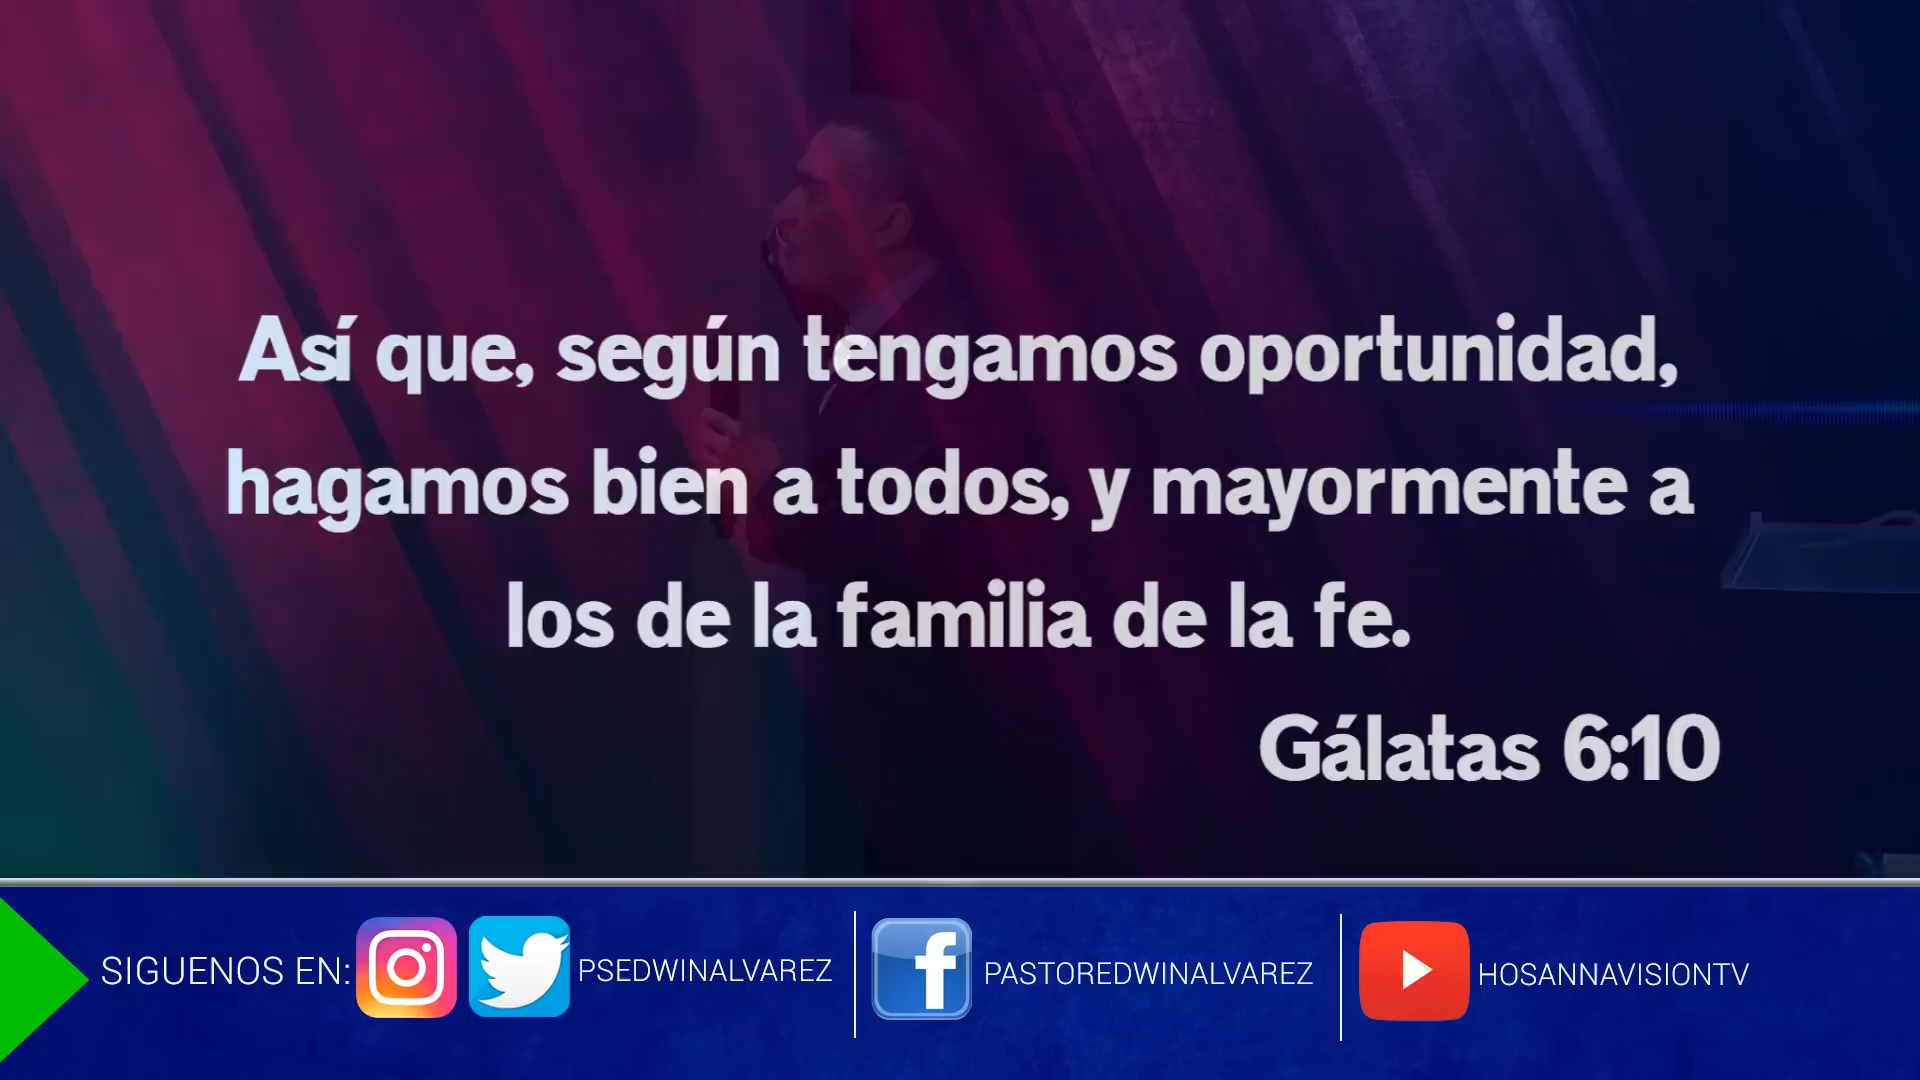 Así que, según tengamos oportunidad,
hagamos bien a todos, y mayormente a
los de la familia de la fe.
Gálatas 6:10
SIGUENOS EN: PSEDWINALVAREZ PASTOREDWINALVAREZ HOSANNAVISIONTV